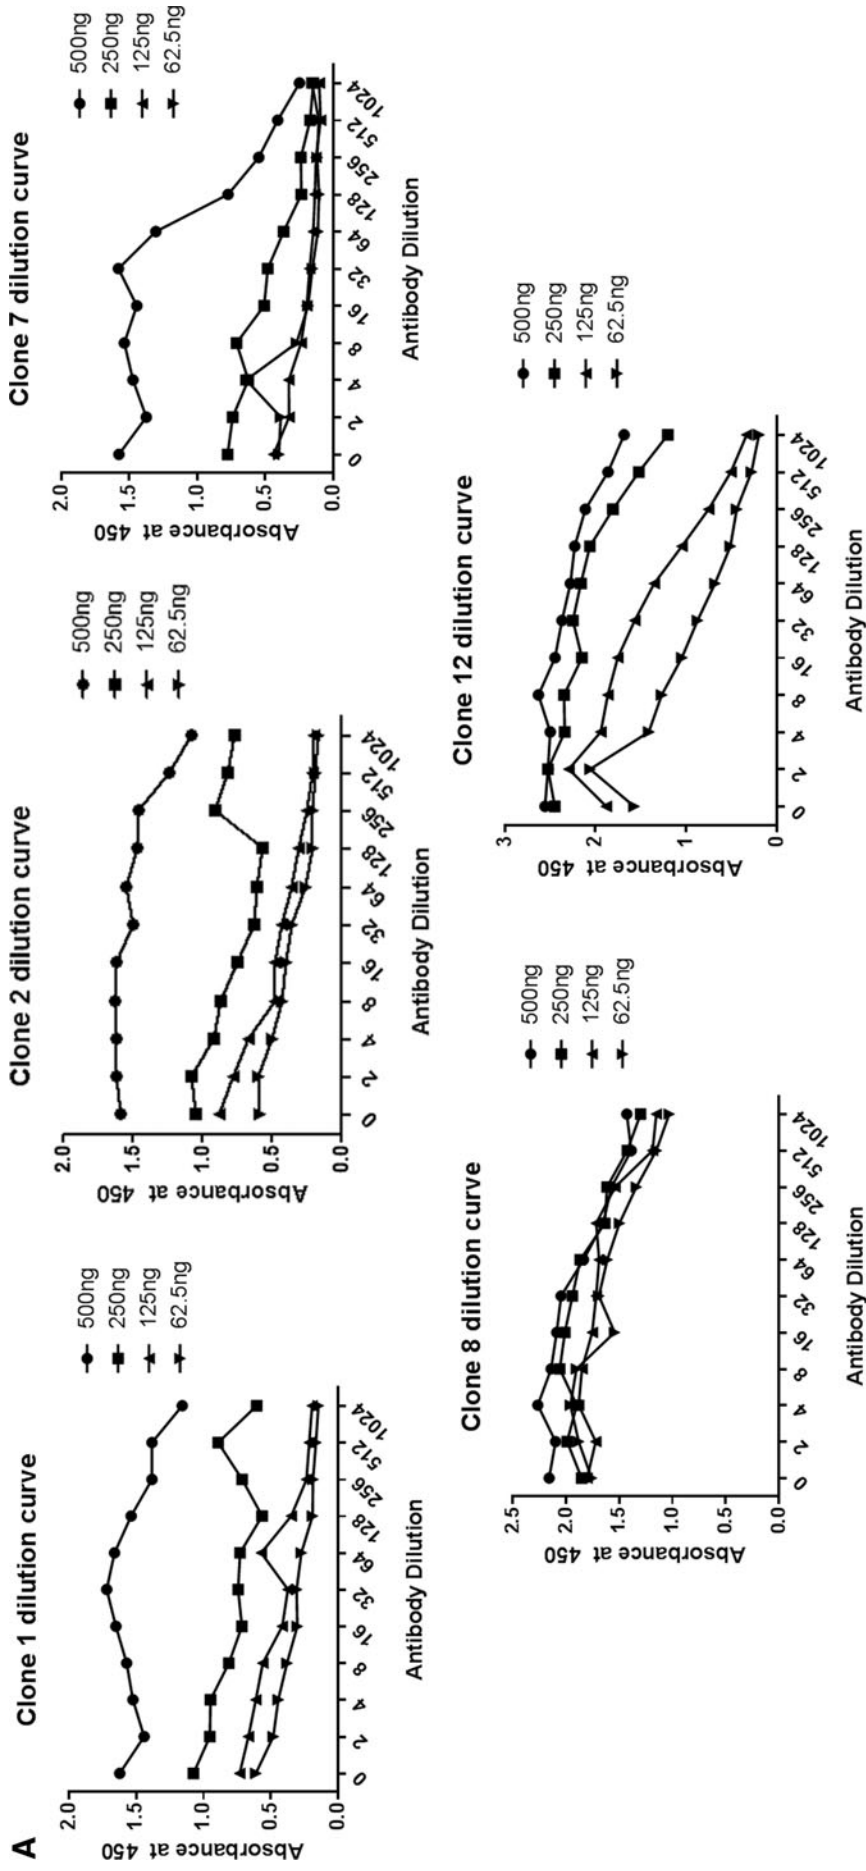 A
Clone 1 dilution curve
2.0
1.5
1.0
0.5
0.0
Absorbance at 450
0 2 4 8 16 32 64 128 256 512 1024
Antibody Dilution
500ng
250ng
125ng
62.5ng
Clone 2 dilution curve
2.0
1.5
1.0
0.5
0.0
Absorbance at 450
0 2 4 8 16 32 64 128 256 512 1024
Antibody Dilution
500ng
250ng
125ng
62.5ng
Clone 7 dilution curve
2.0
1.5
1.0
0.5
0.0
Absorbance at 450
0 2 4 8 16 32 64 128 256 512 1024
Antibody Dilution
500ng
250ng
125ng
62.5ng
Clone 8 dilution curve
2.5
2.0
1.5
1.0
0.5
0.0
Absorbance at 450
0 2 4 8 16 32 64 128 256 512 1024
Antibody Dilution
500ng
250ng
125ng
62.5ng
Clone 12 dilution curve
3
2
1
0
Absorbance at 450
0 2 4 8 16 32 64 128 256 512 1024
Antibody Dilution
500ng
250ng
125ng
62.5ng